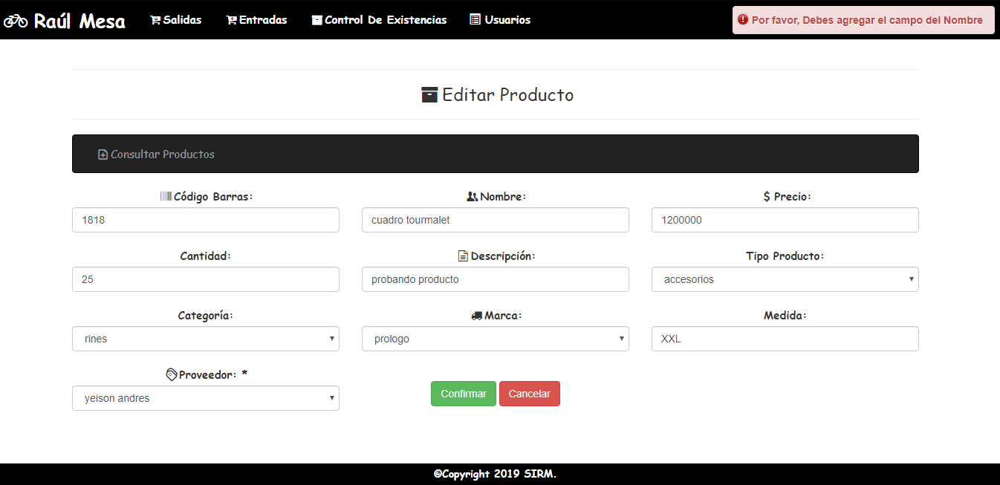 Raúl Mesa Salidas Entradas Control De Existencias Usuarios Por favor, Debes agregar el campo del Nombre
Editar Producto
Consultar Productos
Código Barras: Nombre: $ Precio:
1818 cuadro tourmalet 1200000
Cantidad: Descripción: Tipo Producto:
25 probando producto accesorios
Categoría: Marca: Medida:
rines prologo XXL
Proveedor: *
yeison andres Confirmar Cancelar
©Copyright 2019 SIRM.